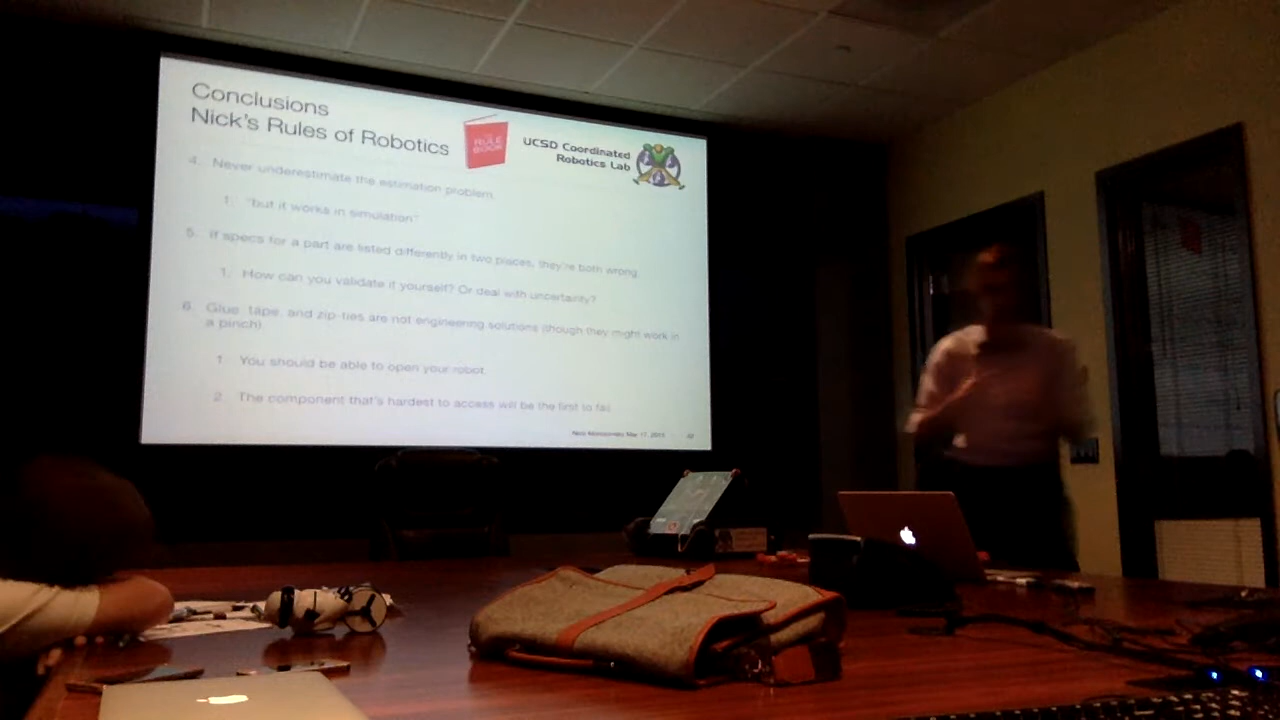 Conclusions
Nick's Rules of Robotics
THE
RULE
BOOK
UCSD Coordinated
Robotics Lab
4. Never underestimate the estimation problem.
1. "but it works in simulation"
5. If specs for a part are listed differently in two places, they're both wrong.
1. How can you validate it yourself? Or deal with uncertainty?
6. Glue, tape, and zip-ties are not engineering solutions (though they might work in
a pinch)
1. You should be able to open your robot.
2. The component that's hardest to access will be the first to fail.
Mar 17,